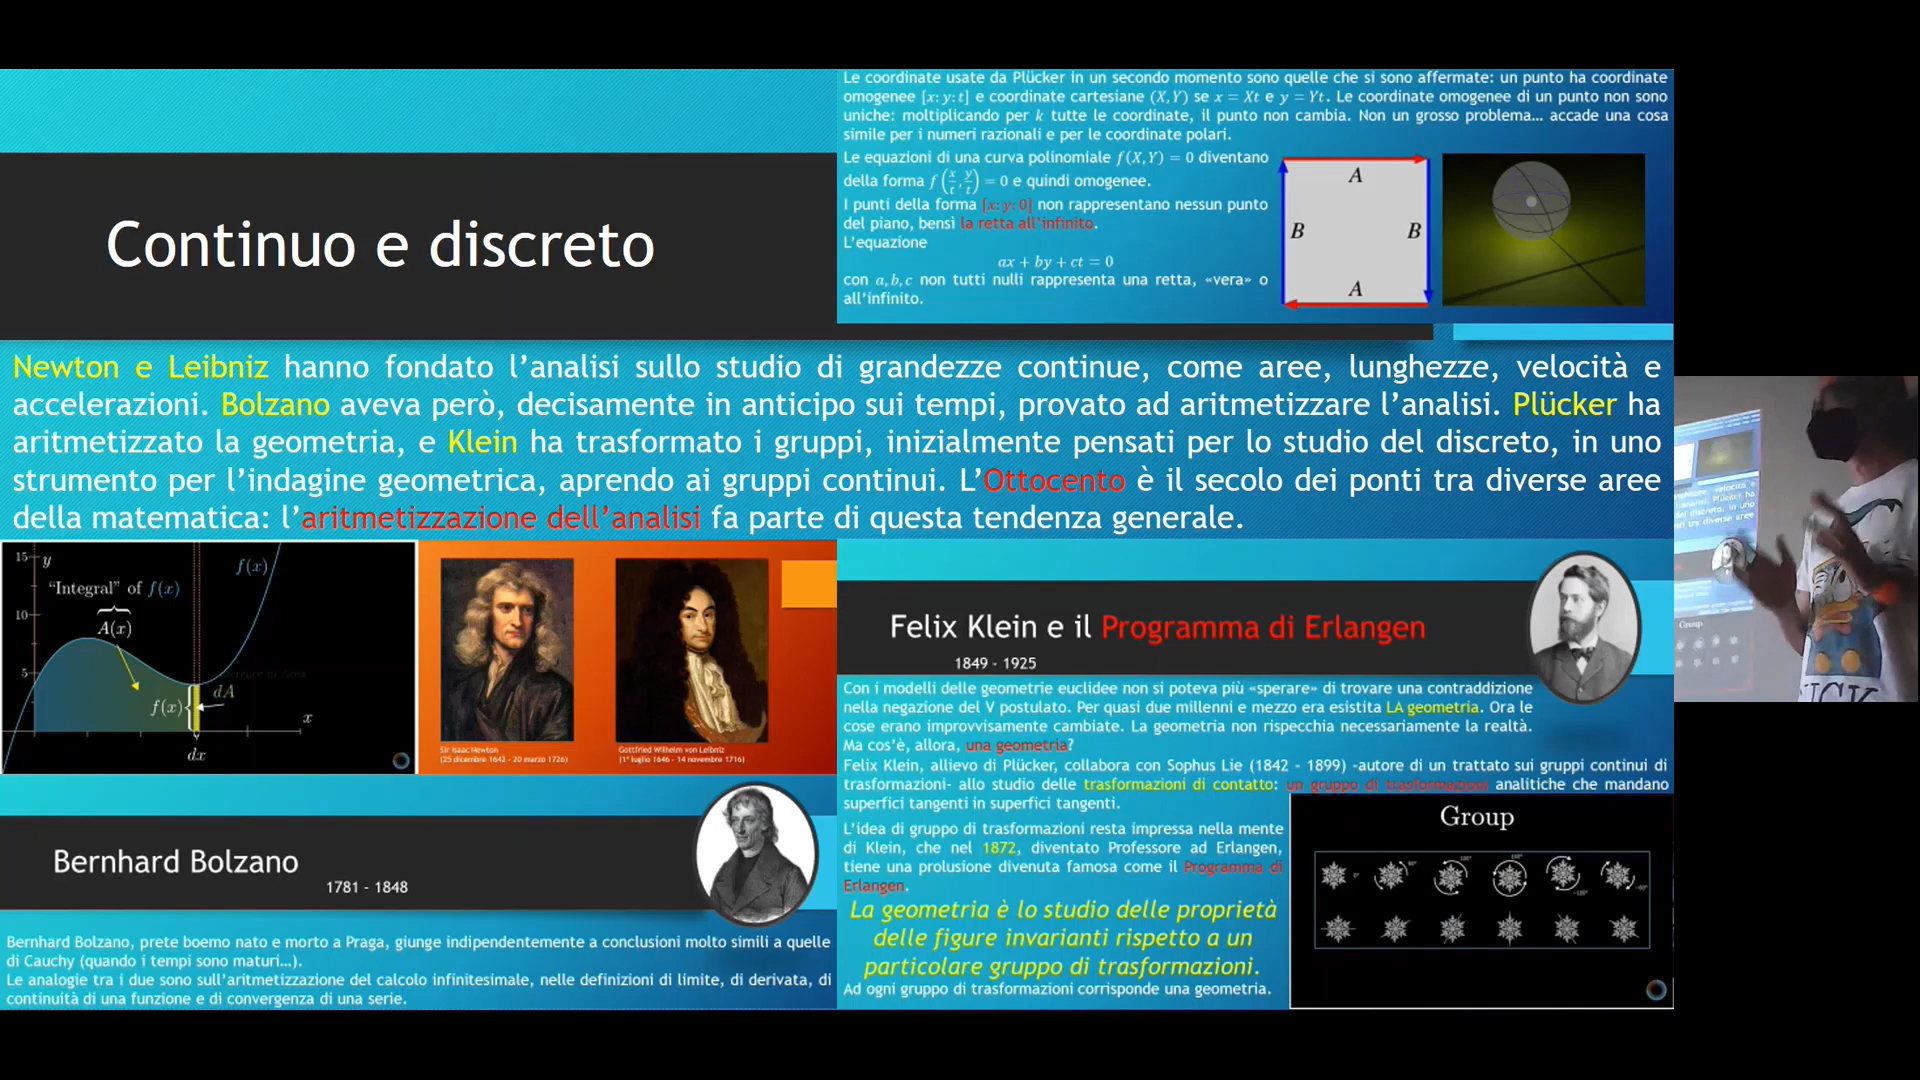 Continuo e discreto
Le coordinate usate da Plücker in un secondo momento sono quelle che si sono affermate: un punto ha coordinate
omogenee [x: y: t] e coordinate cartesiane (X, Y) se x = Xt e y = Yt. Le coordinate omogenee di un punto non sono
uniche: moltiplicando per k tutte le coordinate, il punto non cambia. Non un grosso problema… accade una cosa
simile per i numeri razionali e per le coordinate polari.
Le equazioni di una curva polinomiale f(X, Y) = 0 diventano
della forma f(x/t, y/t) = 0 e quindi omogenee.
I punti della forma [x: y: 0] non rappresentano nessun punto
del piano, bensì la retta all'infinito.
L'equazione
ax + by + ct = 0
con a, b, c non tutti nulli rappresenta una retta, «vera» o
all'infinito.
A
B
B
A
Newton e Leibniz hanno fondato l'analisi sullo studio di grandezze continue, come aree, lunghezze, velocità e
accelerazioni. Bolzano aveva però, decisamente in anticipo sui tempi, provato ad aritmetizzare l'analisi. Plücker ha
aritmetizzato la geometria, e Klein ha trasformato i gruppi, inizialmente pensati per lo studio del discreto, in uno
strumento per l'indagine geometrica, aprendo ai gruppi continui. L'Ottocento è il secolo dei ponti tra diverse aree
della matematica: l'aritmetizzazione dell'analisi fa parte di questa tendenza generale.
15
y
f(x)
"Integral" of f(x)
10
A(x)
5
dA
f(x)
x
dx
Sir Isaac Newton
(25 dicembre 1642 - 20 marzo 1726)
Gottfried Wilhelm von Leibniz
(1° luglio 1646 - 14 novembre 1716)
Bernhard Bolzano
1781 - 1848
Bernhard Bolzano, prete boemo nato e morto a Praga, giunge indipendentemente a conclusioni molto simili a quelle
di Cauchy (quando i tempi sono maturi…).
Le analogie tra i due sono sull'aritmetizzazione del calcolo infinitesimale, nelle definizioni di limite, di derivata, di
continuità di una funzione e di convergenza di una serie.
Felix Klein e il Programma di Erlangen
1849 - 1925
Con i modelli delle geometrie euclidee non si poteva più «sperare» di trovare una contraddizione
nella negazione del V postulato. Per quasi due millenni e mezzo era esistita LA geometria. Ora le
cose erano improvvisamente cambiate. La geometria non rispecchia necessariamente la realtà.
Ma cos'è, allora, una geometria?
Felix Klein, allievo di Plücker, collabora con Sophus Lie (1842 - 1899) –autore di un trattato sui gruppi continui di
trasformazioni- allo studio delle trasformazioni di contatto: un gruppo di trasformazioni analitiche che mandano
superfici tangenti in superfici tangenti.
L'idea di gruppo di trasformazioni resta impressa nella mente
di Klein, che nel 1872, diventato Professore ad Erlangen,
tiene una prolusione divenuta famosa come il Programma di
Erlangen.
La geometria è lo studio delle proprietà
delle figure invarianti rispetto a un
particolare gruppo di trasformazioni.
Ad ogni gruppo di trasformazioni corrisponde una geometria.
Group